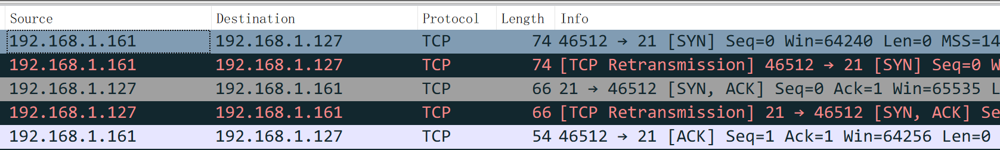 Source Destination Protocol Length Info
192.168.1.161 192.168.1.127 TCP 74 46512 → 21 [SYN] Seq=0 Win=64240 Len=0 MSS=14
192.168.1.161 192.168.1.127 TCP 74 [TCP Retransmission] 46512 → 21 [SYN] Seq=0 W
192.168.1.127 192.168.1.161 TCP 66 21 → 46512 [SYN, ACK] Seq=0 Ack=1 Win=65535 L
192.168.1.127 192.168.1.161 TCP 66 [TCP Retransmission] 21 → 46512 [SYN, ACK] Se
192.168.1.161 192.168.1.127 TCP 54 46512 → 21 [ACK] Seq=1 Ack=1 Win=64256 Len=0